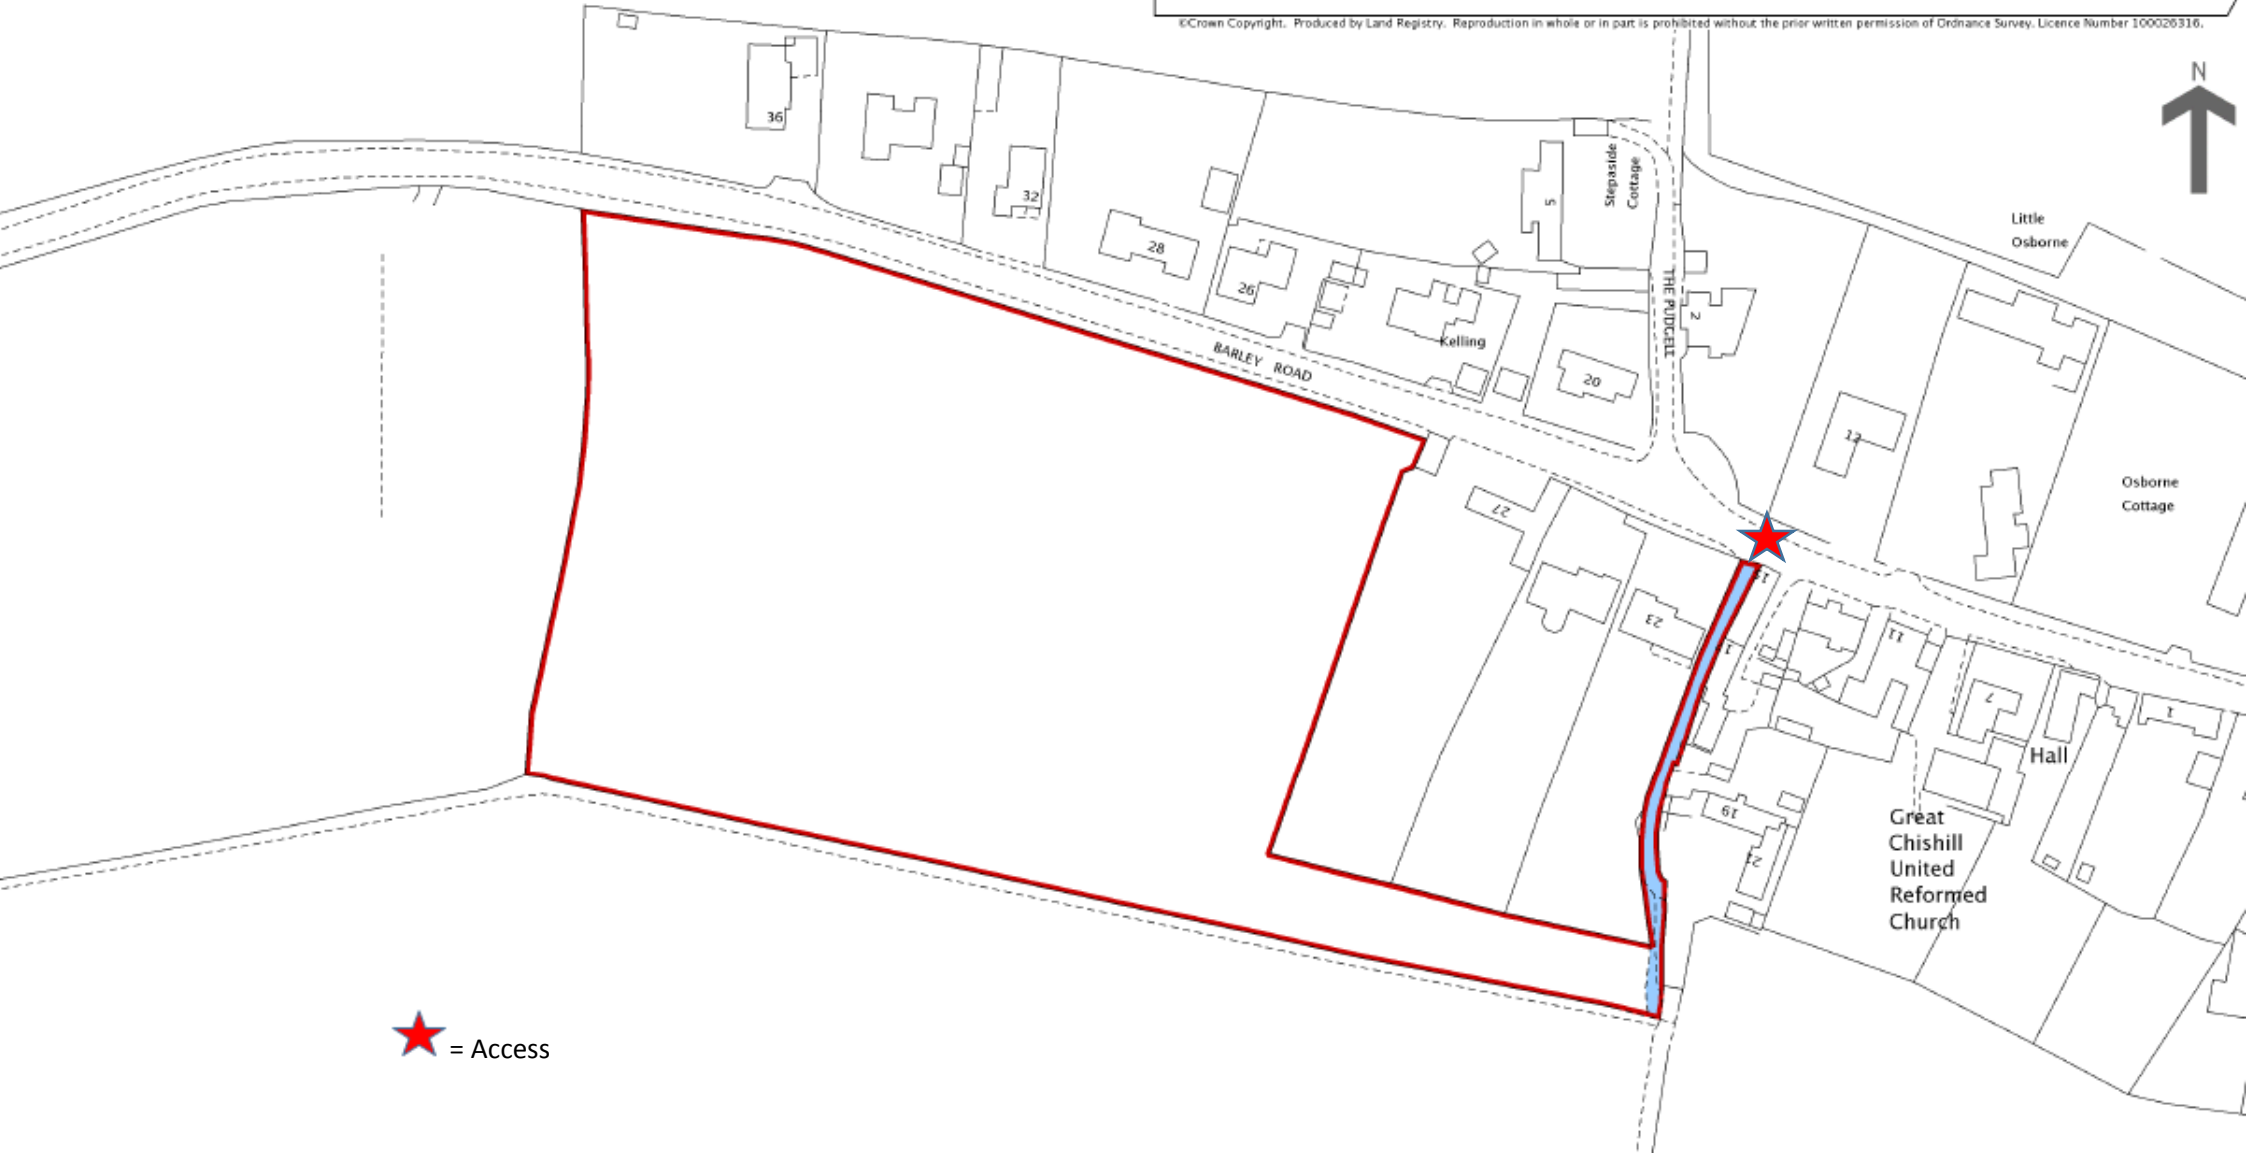 ©Crown Copyright. Produced by Land Registry. Reproduction in whole or in part is prohibited without the prior written permission of Ordnance Survey. Licence Number 100026316.
N
36
32
28
26
5
Stepaside
Cottage
Little
Osborne
THE PUDGELL
2
Kelling
20
BARLEY ROAD
12
Osborne
Cottage
27
23
11
7
1
Hall
19
21
Great
Chishill
United
Reformed
Church
= Access